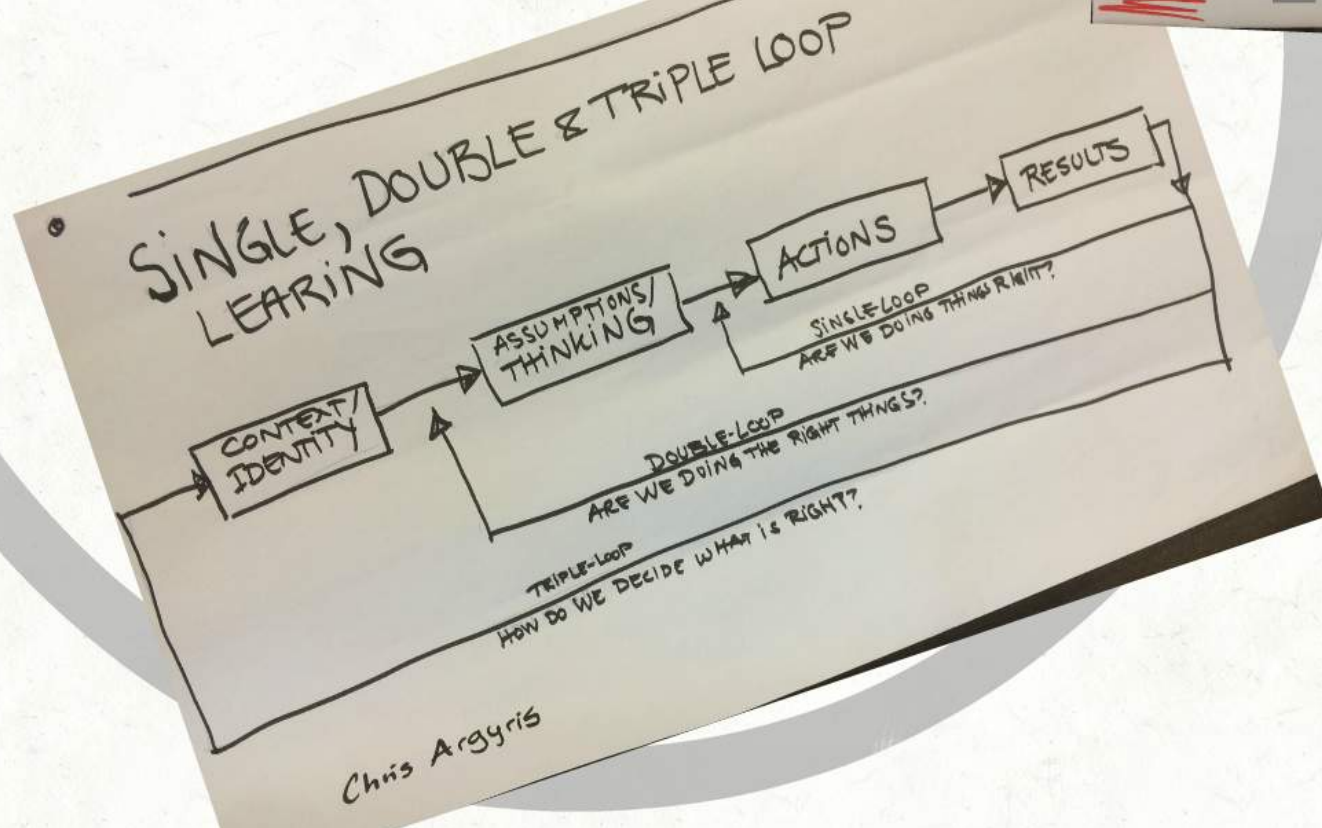 SINGLE, DOUBLE & TRIPLE LOOP
LEARING
CONTEXT/
IDENTITY
ASSUMPTIONS/
THINKING
ACTIONS
RESULTS
SINGLE-LOOP
ARE WE DOING THINGS RIGHT?
DOUBLE-LOOP
ARE WE DOING THE RIGHT THINGS?
TRIPLE-LOOP
HOW DO WE DECIDE WHAT IS RIGHT?
Chris Argyris